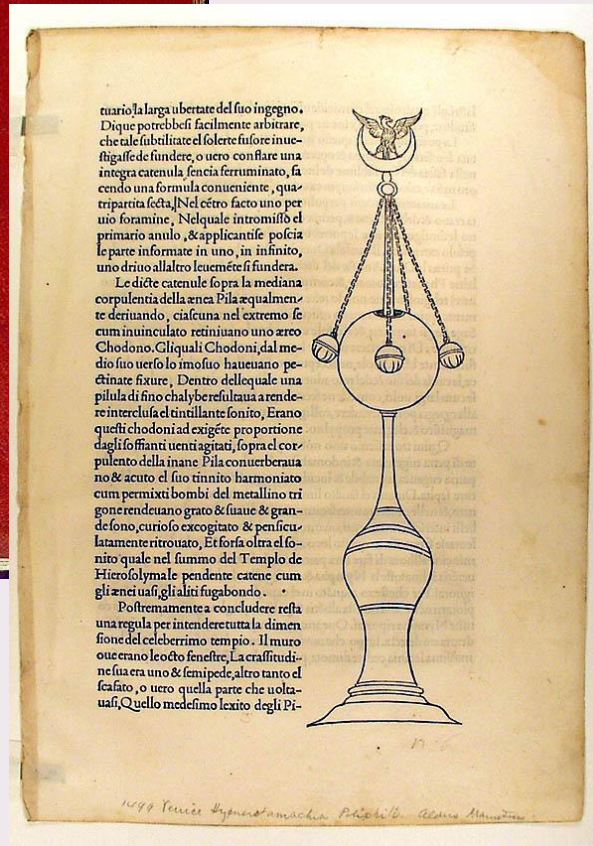 tuario la larga ubertate del suo ingegno.
Dique potrebbesi facilmente arbitrare,
che tale subtilitate el solerte fusore inue-
stigasse de fundere, o uero conflare una
integra catenula, sencia ferruminato, fa
cendo una formula conueniente, qua-
tripartita secta, Nel cẽtro facto uno per
uio foramine, Nelquale intromisso el
primario anulo, & applicantise poscia
le parte informate in uno, in infinito,
uno driuo allaltro leuemẽte si fundera.
Le dicte catenule sopra la mediana
corpulentia della ænea Pila æqualmen-
te deriuando, ciascuna nel extremo se
cum inuinculato retiniuano uno æreo
Chodono. Gliquali Chodoni, dal me-
dio suo uerso lo imo suo haueuano pe-
ctinate fixure, Dentro dellequale una
pilula di fino chalybe resultaua a rende-
re interclusa el tintillante sonito, Erano
questi chodoni ad exigẽte proportione
dagli soffianti uenti agitati, sopra el cor-
pulento della inane Pila conuerberaua
no & acuto el suo tinnito harmoniato
cum permixti bombi del metallino tri
gone rendeuano grato & suaue & gran-
de sono, curioso excogitato & pensicu-
latamente ritrouato, Et forsa oltra el so-
nito quale nel summo del Templo de
Hierosolyma le pendente catene cum
gli ænei uasi, gli aliti fugabondo.
Postremamente a concludere resta
una regula per intendere tutta la dimen
sione del celeberrimo tempio. Il muro
oue erano le octo fenestre, La crassitudi-
ne sua era uno & semipede, altro tanto el
scasato, o uero quella parte che uolta-
uasi, Quello medesimo lexito degli Pi-
1499 Venice Hypnerotomachia Poliphili. Aldus Manutius.